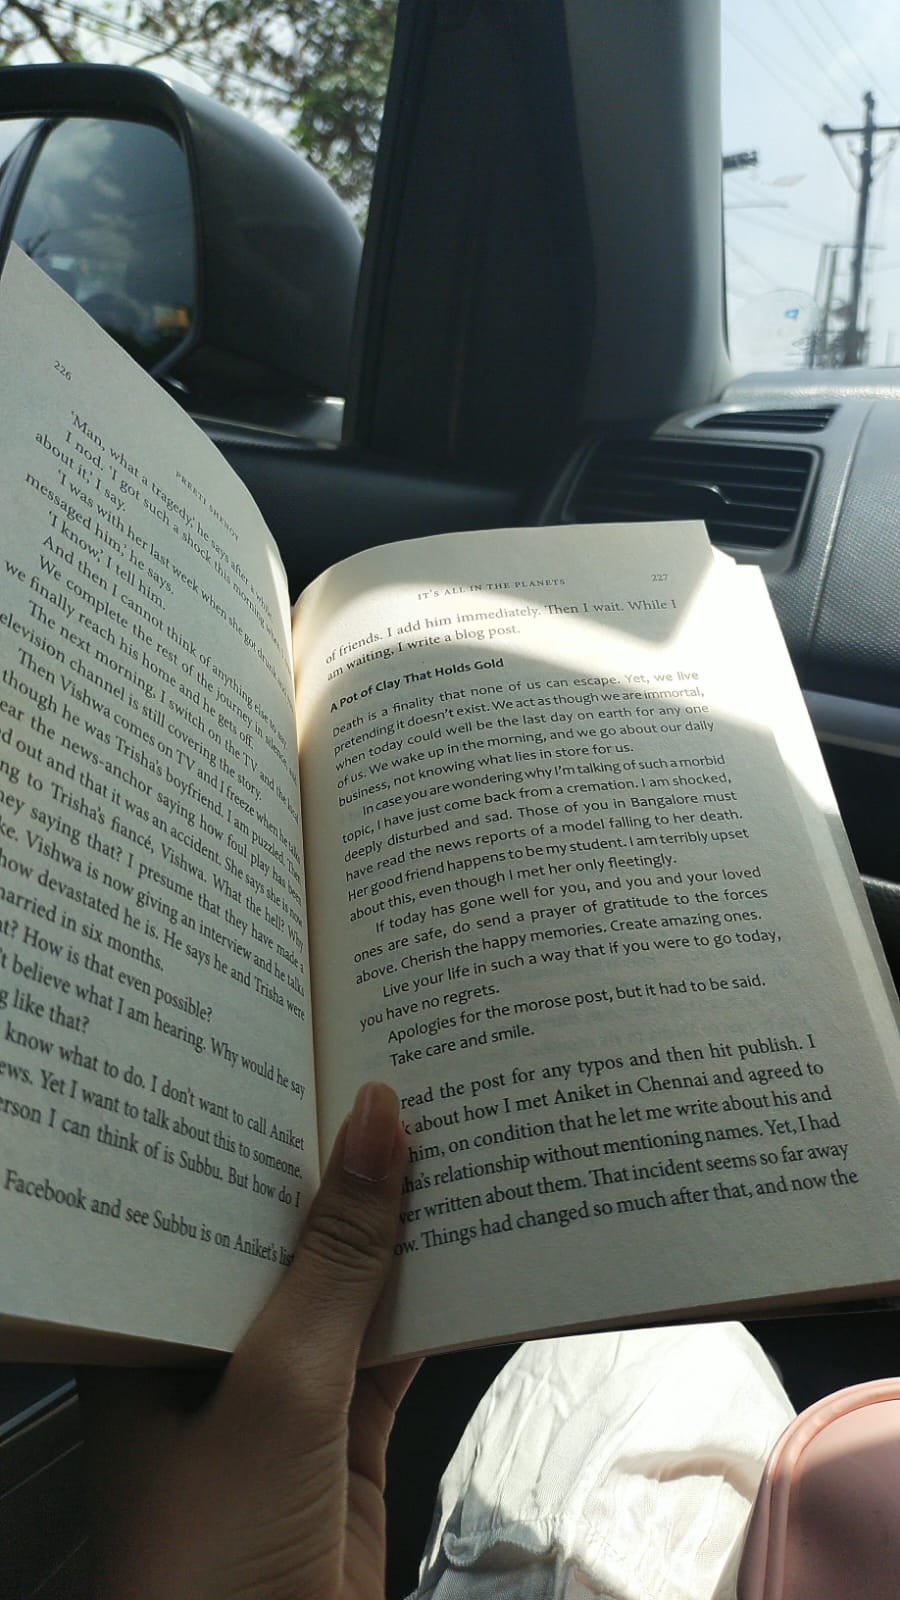 226
PREETI SHENOY
'Man, what a tragedy,' he says after a while.
I nod. 'I got such a shock this morning when
about it,' I say.
'I was with her last week when she got drunk and
messaged him,' he says.
'I know,' I tell him.
And then I cannot think of anything else to say.
We complete the rest of the journey in silence and
we finally reach his home and he gets off.
The next morning, I switch on the TV and the local
television channel is still covering the story.
Then Vishwa comes on TV and I freeze when he talks
though he was Trisha's boyfriend. I am puzzled. Then
ear the news-anchor saying how foul play has been
d out and that it was an accident. She says she is now
ng to Trisha's fiancé, Vishwa. What the hell? Why
hey saying that? I presume that they have made a
ke. Vishwa is now giving an interview and he talks
how devastated he is. He says he and Trisha were
married in six months.
at? How is that even possible?
't believe what I am hearing. Why would he say
g like that?
know what to do. I don't want to call Aniket
ews. Yet I want to talk about this to someone.
erson I can think of is Subbu. But how do I
Facebook and see Subbu is on Aniket's list
IT'S ALL IN THE PLANETS 227
of friends. I add him immediately. Then I wait. While I
am waiting, I write a blog post.
A Pot of Clay That Holds Gold
Death is a finality that none of us can escape. Yet, we live
pretending it doesn't exist. We act as though we are immortal,
when today could well be the last day on earth for any one
of us. We wake up in the morning, and we go about our daily
business, not knowing what lies in store for us.
In case you are wondering why I'm talking of such a morbid
topic, I have just come back from a cremation. I am shocked,
deeply disturbed and sad. Those of you in Bangalore must
have read the news reports of a model falling to her death.
Her good friend happens to be my student. I am terribly upset
about this, even though I met her only fleetingly.
If today has gone well for you, and you and your loved
ones are safe, do send a prayer of gratitude to the forces
above. Cherish the happy memories. Create amazing ones.
Live your life in such a way that if you were to go today,
you have no regrets.
Apologies for the morose post, but it had to be said.
Take care and smile.
read the post for any typos and then hit publish. I
k about how I met Aniket in Chennai and agreed to
him, on condition that he let me write about his and
ha's relationship without mentioning names. Yet, I had
ver written about them. That incident seems so far away
ow. Things had changed so much after that, and now the